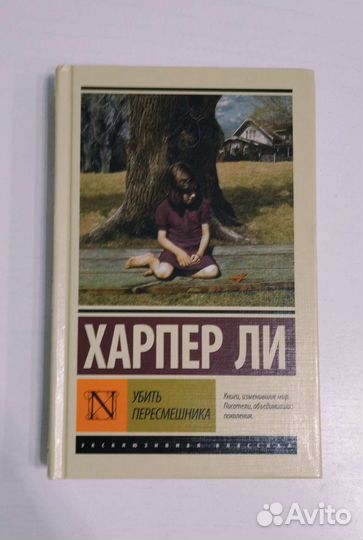 ХАРПЕР ЛИ
N
УБИТЬ
ПЕРЕСМЕШНИКА
Книги, изменившие мир.
Писатели, объединившие
поколения.
ЭКСКЛЮЗИВНАЯ КЛАССИКА
Avito